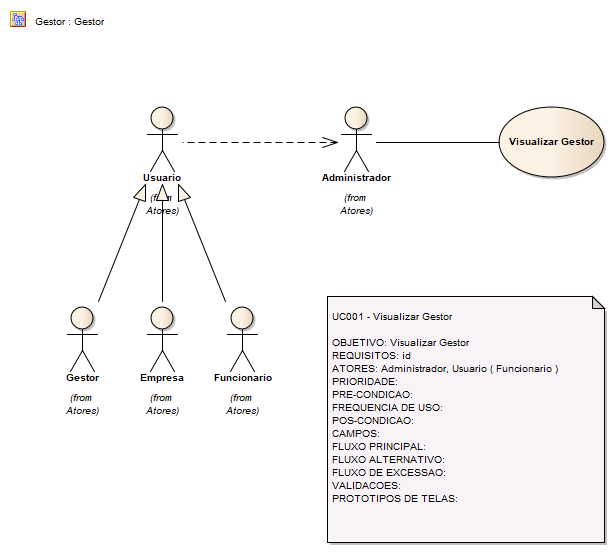 Gestor : Gestor
Visualizar Gestor
Usuario
(from
Atores)
Administrador
(from
Atores)
Gestor
(from
Atores)
Empresa
(from
Atores)
Funcionario
(from
Atores)
UC001 - Visualizar Gestor
OBJETIVO: Visualizar Gestor
REQUISITOS: id
ATORES: Administrador, Usuario ( Funcionario )
PRIORIDADE:
PRE-CONDICAO:
FREQUENCIA DE USO:
POS-CONDICAO:
CAMPOS:
FLUXO PRINCIPAL:
FLUXO ALTERNATIVO:
FLUXO DE EXCESSAO:
VALIDACOES:
PROTOTIPOS DE TELAS: